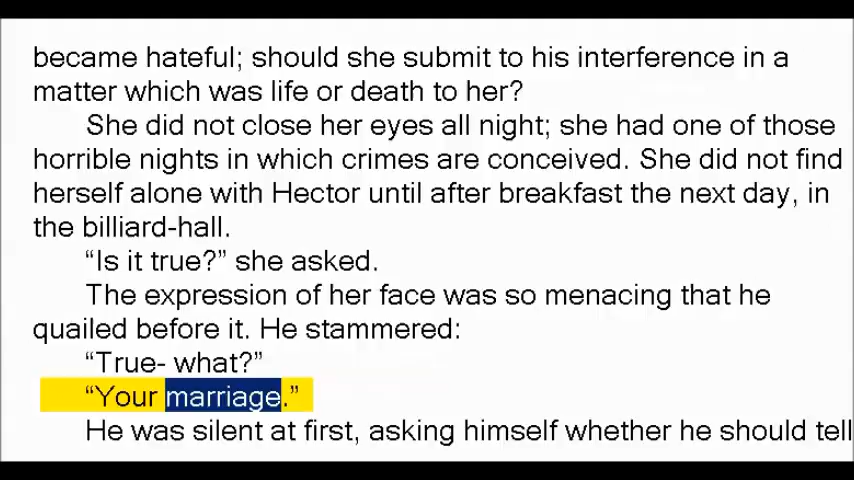 became hateful; should she submit to his interference in a
matter which was life or death to her?
She did not close her eyes all night; she had one of those
horrible nights in which crimes are conceived. She did not find
herself alone with Hector until after breakfast the next day, in
the billiard-hall.
“Is it true?” she asked.
The expression of her face was so menacing that he
quailed before it. He stammered:
“True- what?”
“Your marriage.”
He was silent at first, asking himself whether he should tell